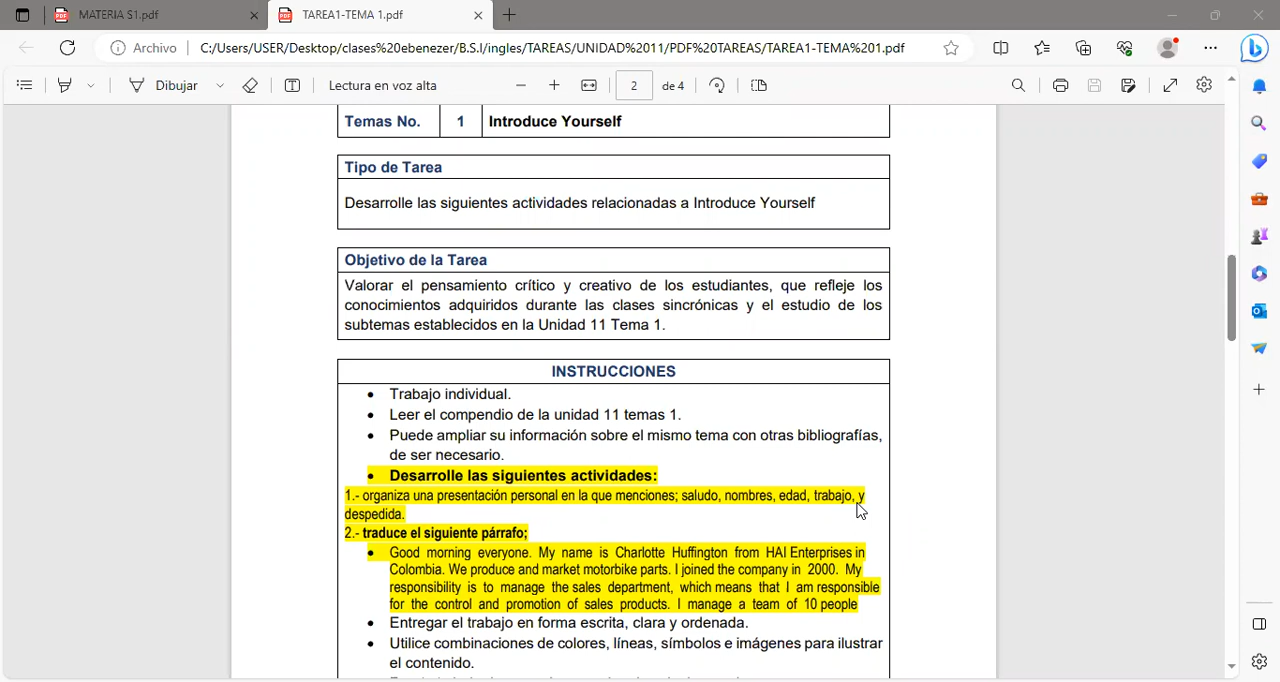 MATERIA S1.pdf
TAREA1-TEMA 1.pdf
Archivo
C:/Users/USER/Desktop/clases%20ebenezer/B.S.I/ingles/TAREAS/UNIDAD%2011/PDF%20TAREAS/TAREA1-TEMA%201.pdf
Dibujar
Lectura en voz alta
2
de 4
Temas No. 1 Introduce Yourself
Tipo de Tarea
Desarrolle las siguientes actividades relacionadas a Introduce Yourself
Objetivo de la Tarea
Valorar el pensamiento crítico y creativo de los estudiantes, que refleje los
conocimientos adquiridos durante las clases sincrónicas y el estudio de los
subtemas establecidos en la Unidad 11 Tema 1.
INSTRUCCIONES
• Trabajo individual.
• Leer el compendio de la unidad 11 temas 1.
• Puede ampliar su información sobre el mismo tema con otras bibliografías,
de ser necesario.
• Desarrolle las siguientes actividades:
1.- organiza una presentación personal en la que menciones; saludo, nombres, edad, trabajo, y
despedida.
2.- traduce el siguiente párrafo;
• Good morning everyone. My name is Charlotte Huffington from HAI Enterprises in
Colombia. We produce and market motorbike parts. I joined the company in 2000. My
responsibility is to manage the sales department, which means that I am responsible
for the control and promotion of sales products. I manage a team of 10 people
• Entregar el trabajo en forma escrita, clara y ordenada.
• Utilice combinaciones de colores, líneas, símbolos e imágenes para ilustrar
el contenido.